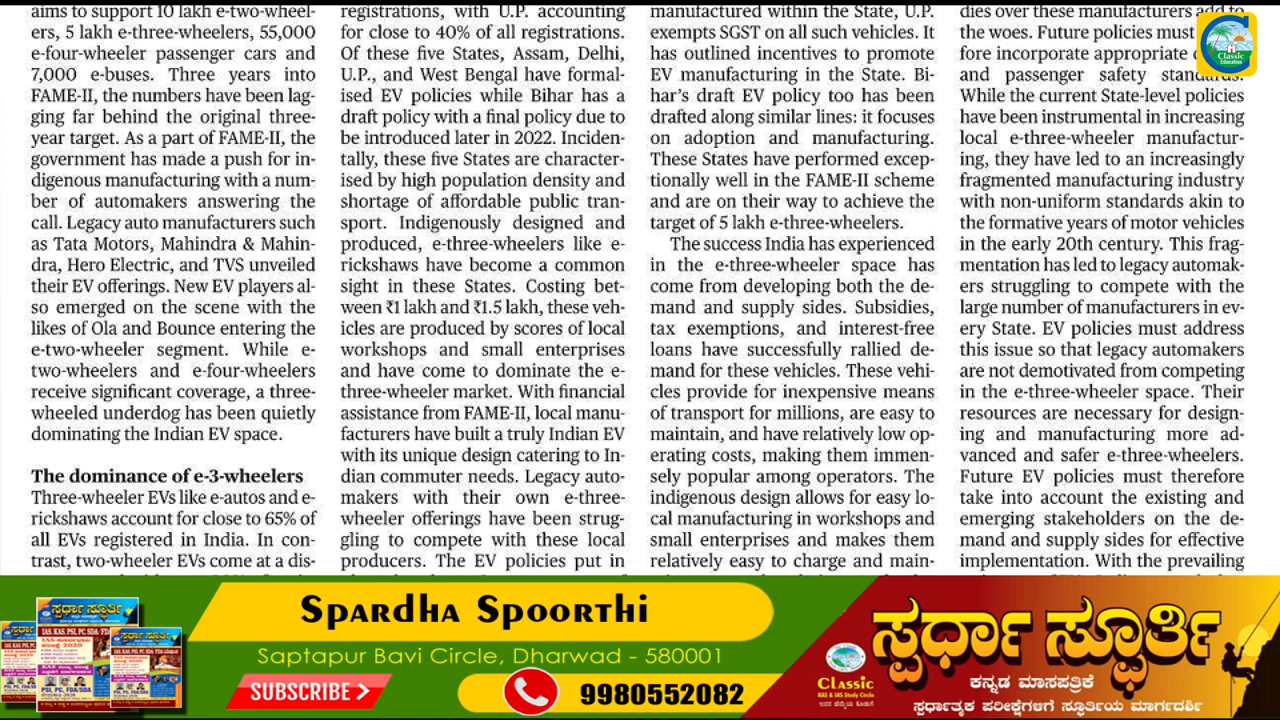 aims to support 10 lakh e-two-wheel-
ers, 5 lakh e-three-wheelers, 55,000
e-four-wheeler passenger cars and
7,000 e-buses. Three years into
FAME-II, the numbers have been lag-
ging far behind the original three-
year target. As a part of FAME-II, the
government has made a push for in-
digenous manufacturing with a num-
ber of automakers answering the
call. Legacy auto manufacturers such
as Tata Motors, Mahindra & Mahin-
dra, Hero Electric, and TVS unveiled
their EV offerings. New EV players al-
so emerged on the scene with the
likes of Ola and Bounce entering the
e-two-wheeler segment. While e-
two-wheelers and e-four-wheelers
receive significant coverage, a three-
wheeled underdog has been quietly
dominating the Indian EV space.
The dominance of e-3-wheelers
Three-wheeler EVs like e-autos and e-
rickshaws account for close to 65% of
all EVs registered in India. In con-
trast, two-wheeler EVs come at a dis-
registrations, with U.P. accounting
for close to 40% of all registrations.
Of these five States, Assam, Delhi,
U.P., and West Bengal have formal-
ised EV policies while Bihar has a
draft policy with a final policy due to
be introduced later in 2022. Inciden-
tally, these five States are character-
ised by high population density and
shortage of affordable public tran-
sport. Indigenously designed and
produced, e-three-wheelers like e-
rickshaws have become a common
sight in these States. Costing bet-
ween ₹1 lakh and ₹1.5 lakh, these veh-
icles are produced by scores of local
workshops and small enterprises
and have come to dominate the e-
three-wheeler market. With financial
assistance from FAME-II, local manu-
facturers have built a truly Indian EV
with its unique design catering to In-
dian commuter needs. Legacy auto-
makers with their own e-three-
wheeler offerings have been strug-
gling to compete with these local
producers. The EV policies put in
manufactured within the State, U.P.
exempts SGST on all such vehicles. It
has outlined incentives to promote
EV manufacturing in the State. Bi-
har's draft EV policy too has been
drafted along similar lines: it focuses
on adoption and manufacturing.
These States have performed excep-
tionally well in the FAME-II scheme
and are on their way to achieve the
target of 5 lakh e-three-wheelers.
The success India has experienced
in the e-three-wheeler space has
come from developing both the de-
mand and supply sides. Subsidies,
tax exemptions, and interest-free
loans have successfully rallied de-
mand for these vehicles. These vehi-
cles provide for inexpensive means
of transport for millions, are easy to
maintain, and have relatively low op-
erating costs, making them immen-
sely popular among operators. The
indigenous design allows for easy lo-
cal manufacturing in workshops and
small enterprises and makes them
relatively easy to charge and main-
dies over these manufacturers add to
the woes. Future policies must
re incorporate appropriate
and passenger safety standards.
While the current State-level policies
have been instrumental in increasing
local e-three-wheeler manufactur-
ing, they have led to an increasingly
fragmented manufacturing industry
with non-uniform standards akin to
the formative years of motor vehicles
in the early 20th century. This frag-
mentation has led to legacy automak-
ers struggling to compete with the
large number of manufacturers in ev-
ery State. EV policies must address
this issue so that legacy automakers
are not demotivated from competing
in the e-three-wheeler space. Their
resources are necessary for design-
ing and manufacturing more ad-
vanced and safer e-three-wheelers.
Future EV policies must therefore
take into account the existing and
emerging stakeholders on the de-
mand and supply sides for effective
implementation. With the prevailing
Classic
Education
Spardha Spoorthi
Saptapur Bavi Circle, Dharwad - 580001
SUBSCRIBE
9980552082
ಸ್ಪರ್ಧಾ ಸ್ಫೂರ್ತಿ
ಕನ್ನಡ ಮಾಸಪತ್ರಿಕೆ
ಸ್ಪರ್ಧಾತ್ಮಕ ಪರೀಕ್ಷೆಗಳಿಗೆ ಸ್ಫೂರ್ತಿಯ ಮಾರ್ಗದರ್ಶಿ
Classic
KAS & IAS Study Circle